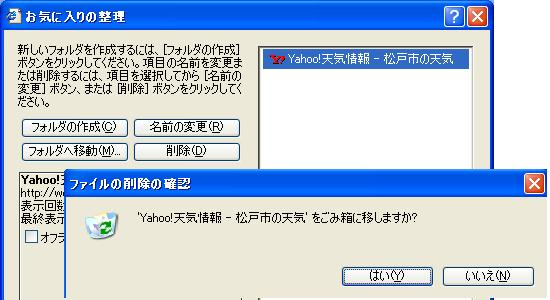 お気に入りの整理
新しいフォルダを作成するには、[フォルダの作成]
ボタンをクリックしてください。項目の名前を変更ま
たは削除するには、項目を選択してから [名前の
変更] ボタン、または [削除] ボタンをクリックして
ください。
Yahoo!天気情報 - 松戸市の天気
フォルダの作成(C)
名前の変更(R)
フォルダへ移動(M)...
削除(D)
Yahoo!天
http://w
表示回数
最終表示
オフラ
ファイルの削除の確認
'Yahoo!天気情報 - 松戸市の天気' をごみ箱に移しますか?
はい(Y)
いいえ(N)